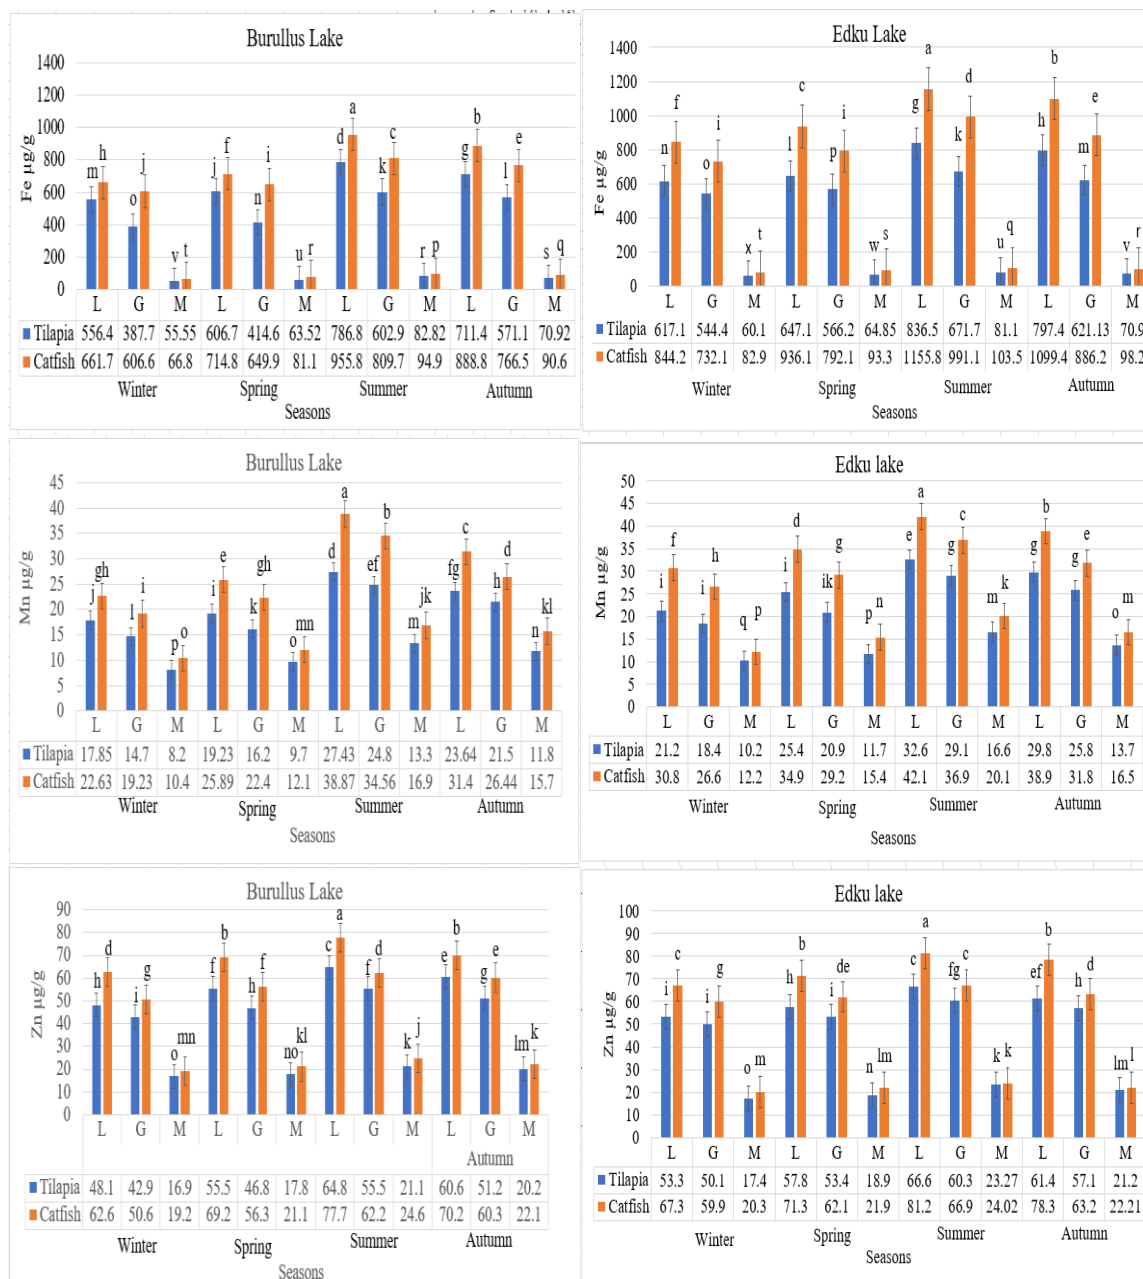 Burullus Lake
Fe µg/g
1400
1200
1000
800
600
400
200
0
m h o j v t j f n i u r d a k c r p g b l e s q
L G M L G M L G M L G M
Tilapia 556.4 387.7 55.55 606.7 414.6 63.52 786.8 602.9 82.82 711.4 571.1 70.92
Catfish 661.7 606.6 66.8 714.8 649.9 81.1 955.8 809.7 94.9 888.8 766.5 90.6
Winter Spring Summer Autumn
Seasons
Edku Lake
Fe µg/g
1400
1200
1000
800
600
400
200
0
n f o i x t l c p i w s g a k d u q h b m e v r
L G M L G M L G M L G M
Tilapia 617.1 544.4 60.1 647.1 566.2 64.85 836.5 671.7 81.1 797.4 621.13 70.9
Catfish 844.2 732.1 82.9 936.1 792.1 93.3 1155.8 991.1 103.5 1099.4 886.2 98.2
Winter Spring Summer Autumn
Seasons
Burullus Lake
Mn µg/g
45
40
35
30
25
20
15
10
5
0
j gh l i p o i e k gh o mn d a ef b m jk fg c h d n kl
L G M L G M L G M L G M
Tilapia 17.85 14.7 8.2 19.23 16.2 9.7 27.43 24.8 13.3 23.64 21.5 11.8
Catfish 22.63 19.23 10.4 25.89 22.4 12.1 38.87 34.56 16.9 31.4 26.44 15.7
Winter Spring Summer Autumn
Seasons
Edku lake
Mn µg/g
50
45
40
35
30
25
20
15
10
5
0
i f i h q p i d ik g p n e a g c m k g b g e o m
L G M L G M L G M L G M
Tilapia 21.2 18.4 10.2 25.4 20.9 11.7 32.6 29.1 16.6 29.8 25.8 13.7
Catfish 30.8 26.6 12.2 34.9 29.2 15.4 42.1 36.9 20.1 38.9 31.8 16.5
Winter Spring Summer Autumn
Seasons
Burullus Lake
Zn µg/g
90
80
70
60
50
40
30
20
10
0
h d i g o mn f b h f no kl c a f d k j e b g e lm k
L G M L G M L G M L G M
Autumn
Tilapia 48.1 42.9 16.9 55.5 46.8 17.8 64.8 55.5 21.1 60.6 51.2 20.2
Catfish 62.6 50.6 19.2 69.2 56.3 21.1 77.7 62.2 24.6 70.2 60.3 22.1
Winter Spring Summer Autumn
Seasons
Edku lake
Zn µg/g
100
90
80
70
60
50
40
30
20
10
0
i c i g o m h b i de n lm c a fg c k k ef b h d lm l
L G M L G M L G M L G M
Tilapia 53.3 50.1 17.4 57.8 53.4 18.9 66.6 60.3 23.27 61.4 57.1 21.2
Catfish 67.3 59.9 20.3 71.3 62.1 21.9 81.2 66.9 24.02 78.3 63.2 22.21
Winter Spring Summer Autumn
Seasons